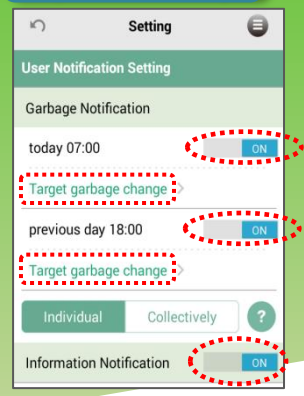 Setting
User Notification Setting
Garbage Notification
today 07:00 ON
Target garbage change
previous day 18:00 ON
Target garbage change
Individual Collectively ?
Information Notification ON